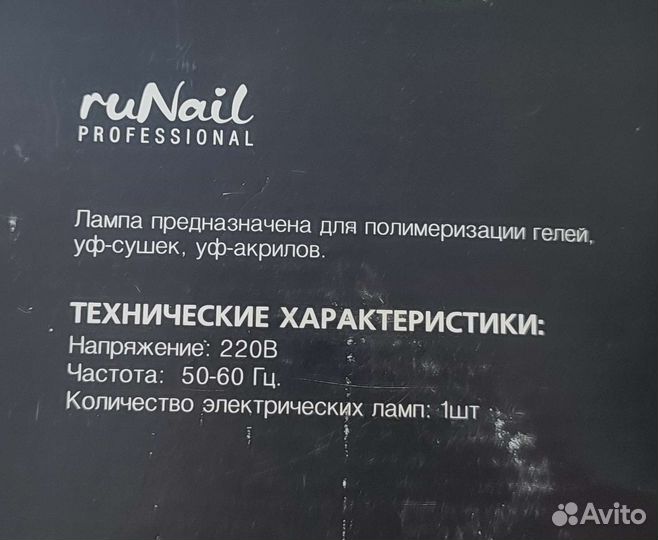 ruNail
PROFESSIONAL
Лампа предназначена для полимеризации гелей,
уф-сушек, уф-акрилов.
ТЕХНИЧЕСКИЕ ХАРАКТЕРИСТИКИ:
Напряжение: 220В
Частота: 50-60 Гц.
Количество электрических ламп: 1шт
Avito